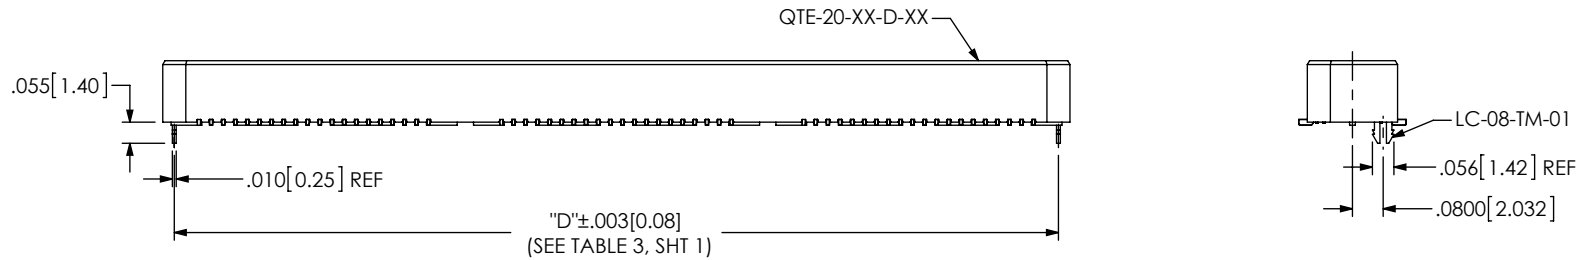 QTE-20-XX-D-XX
.055[1.40]
LC-08-TM-01
.056[1.42] REF
.010[0.25] REF
.0800[2.032]
"D"±.003[0.08]
(SEE TABLE 3, SHT 1)